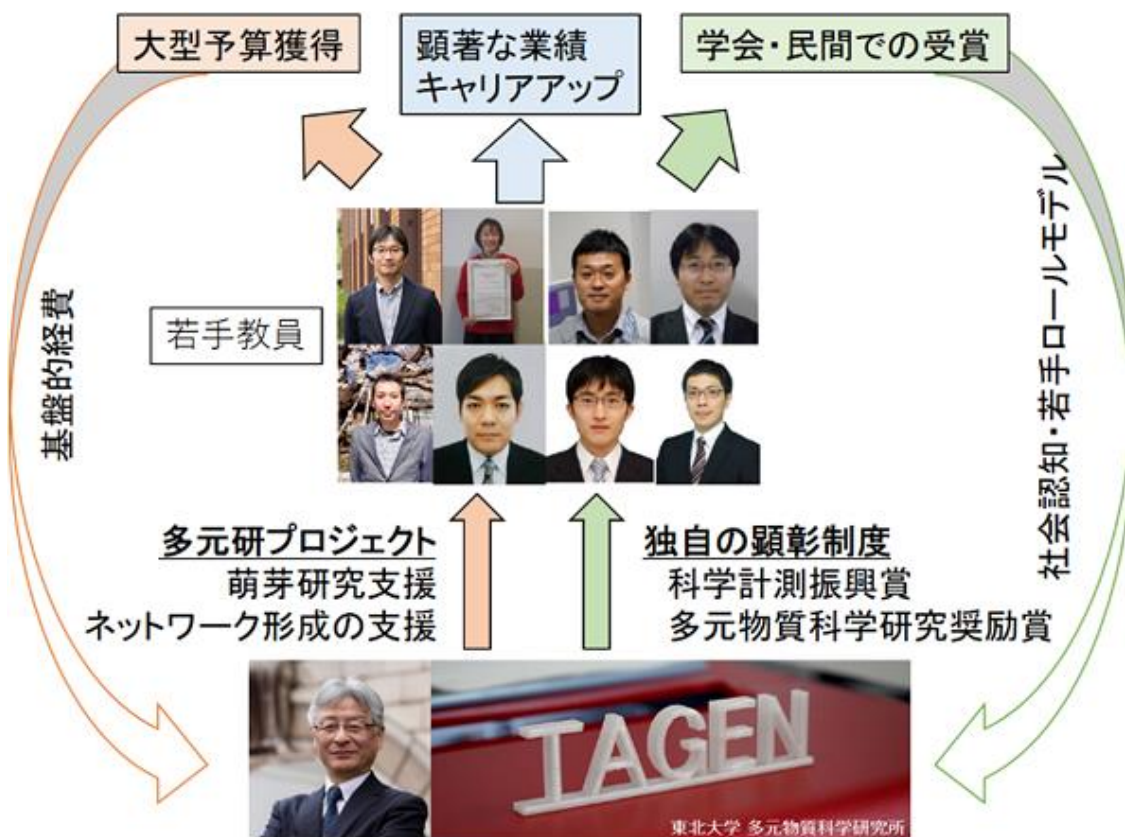 大型予算獲得
顕著な業績
キャリアアップ
学会・民間での受賞
基盤的経費
若手教員
社会認知・若手ロールモデル
多元研プロジェクト
萌芽研究支援
ネットワーク形成の支援
独自の顕彰制度
科学計測振興賞
多元物質科学研究奨励賞
TAGEN
東北大学 多元物質科学研究所